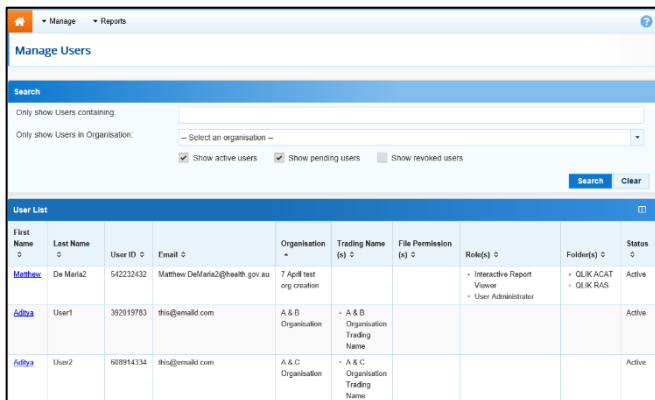 Manage Reports ?
Manage Users
Search
Only show Users containing:
Only show Users in Organisation: -- Select an organisation --
Show active users Show pending users Show revoked users
Search Clear
User List
First Name Last Name User ID Email Organisation Trading Name (s) File Permission (s) Role(s) Folder(s) Status
Matthew De Maria2 542232432 Matthew.DeMaria2@health.gov.au 7 April test org creation • Interactive Report Viewer • User Administrator • QLIK ACAT • QLIK RAS Active
Aditya User1 392019783 this@emaild.com A & B Organisation • A & B Organisation Trading Name Active
Aditya User2 608914334 this@emaild.com A & C Organisation • A & C Organisation Trading Name Active